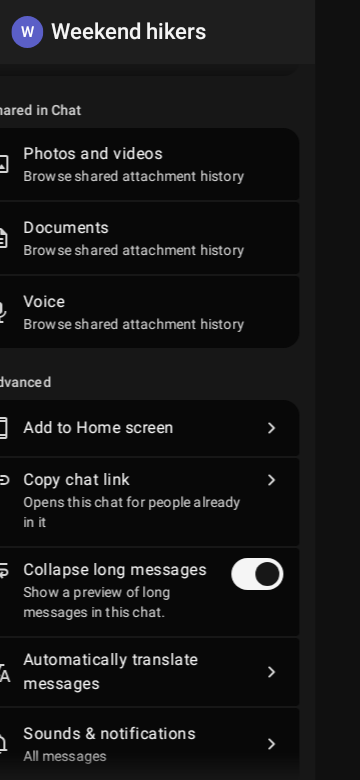 W Weekend hikers
hared in Chat
Photos and videos
Browse shared attachment history
Documents
Browse shared attachment history
Voice
Browse shared attachment history
dvanced
Add to Home screen
Copy chat link
Opens this chat for people already
in it
Collapse long messages
Show a preview of long
messages in this chat.
Automatically translate
messages
Sounds & notifications
All messages